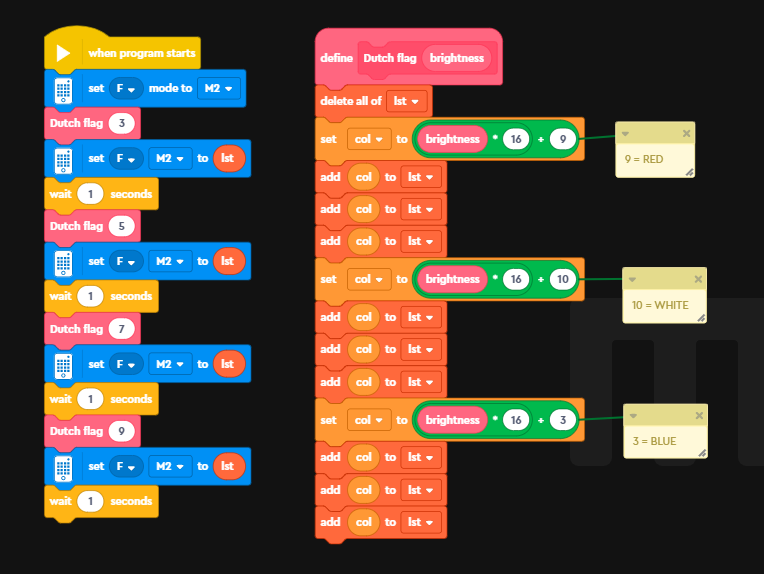 when program starts
set F mode to M2
Dutch flag 3
set F M2 to lst
wait 1 seconds
Dutch flag 5
set F M2 to lst
wait 1 seconds
Dutch flag 7
set F M2 to lst
wait 1 seconds
Dutch flag 9
set F M2 to lst
wait 1 seconds
define Dutch flag brightness
delete all of lst
set col to brightness * 16 + 9
9 = RED
add col to lst
add col to lst
add col to lst
set col to brightness * 16 + 10
10 = WHITE
add col to lst
add col to lst
add col to lst
set col to brightness * 16 + 3
3 = BLUE
add col to lst
add col to lst
add col to lst